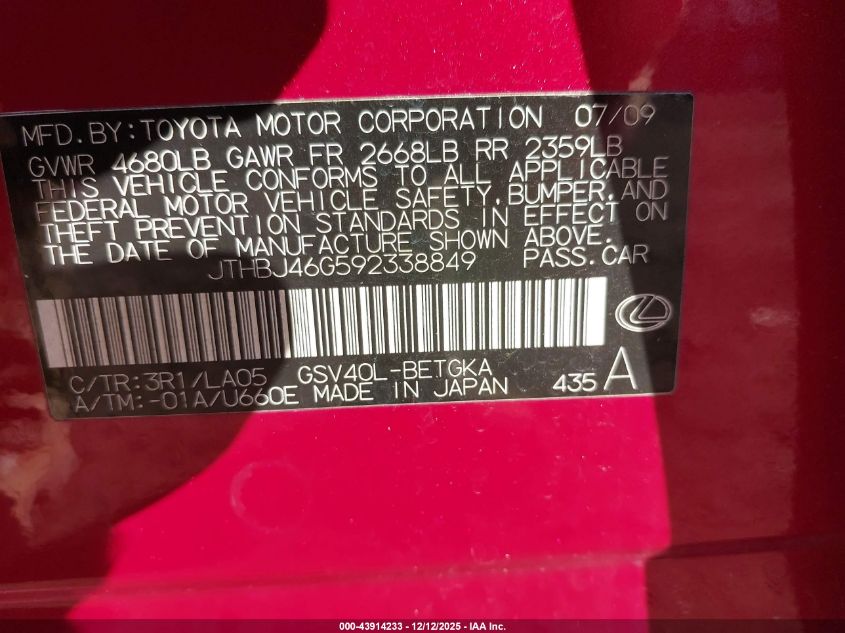 MFD. BY: TOYOTA MOTOR CORPORATION 07/09
GVWR 4680LB GAWR FR 2668LB RR 2359LB
THIS VEHICLE CONFORMS TO ALL APPLICABLE
FEDERAL MOTOR VEHICLE SAFETY, BUMPER, AND
THEFT PREVENTION STANDARDS IN EFFECT ON
THE DATE OF MANUFACTURE SHOWN ABOVE.
JTHBJ46G592338849 PASS. CAR
C/TR: 3R1/LA05 GSV40L-BETGKA
A/TM: -01A/U660E MADE IN JAPAN 435 A
000-43914233 - 12/12/2025 - IAA Inc.